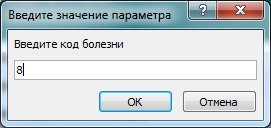 Введите значение параметра
Введите код болезни
8
OK
Отмена